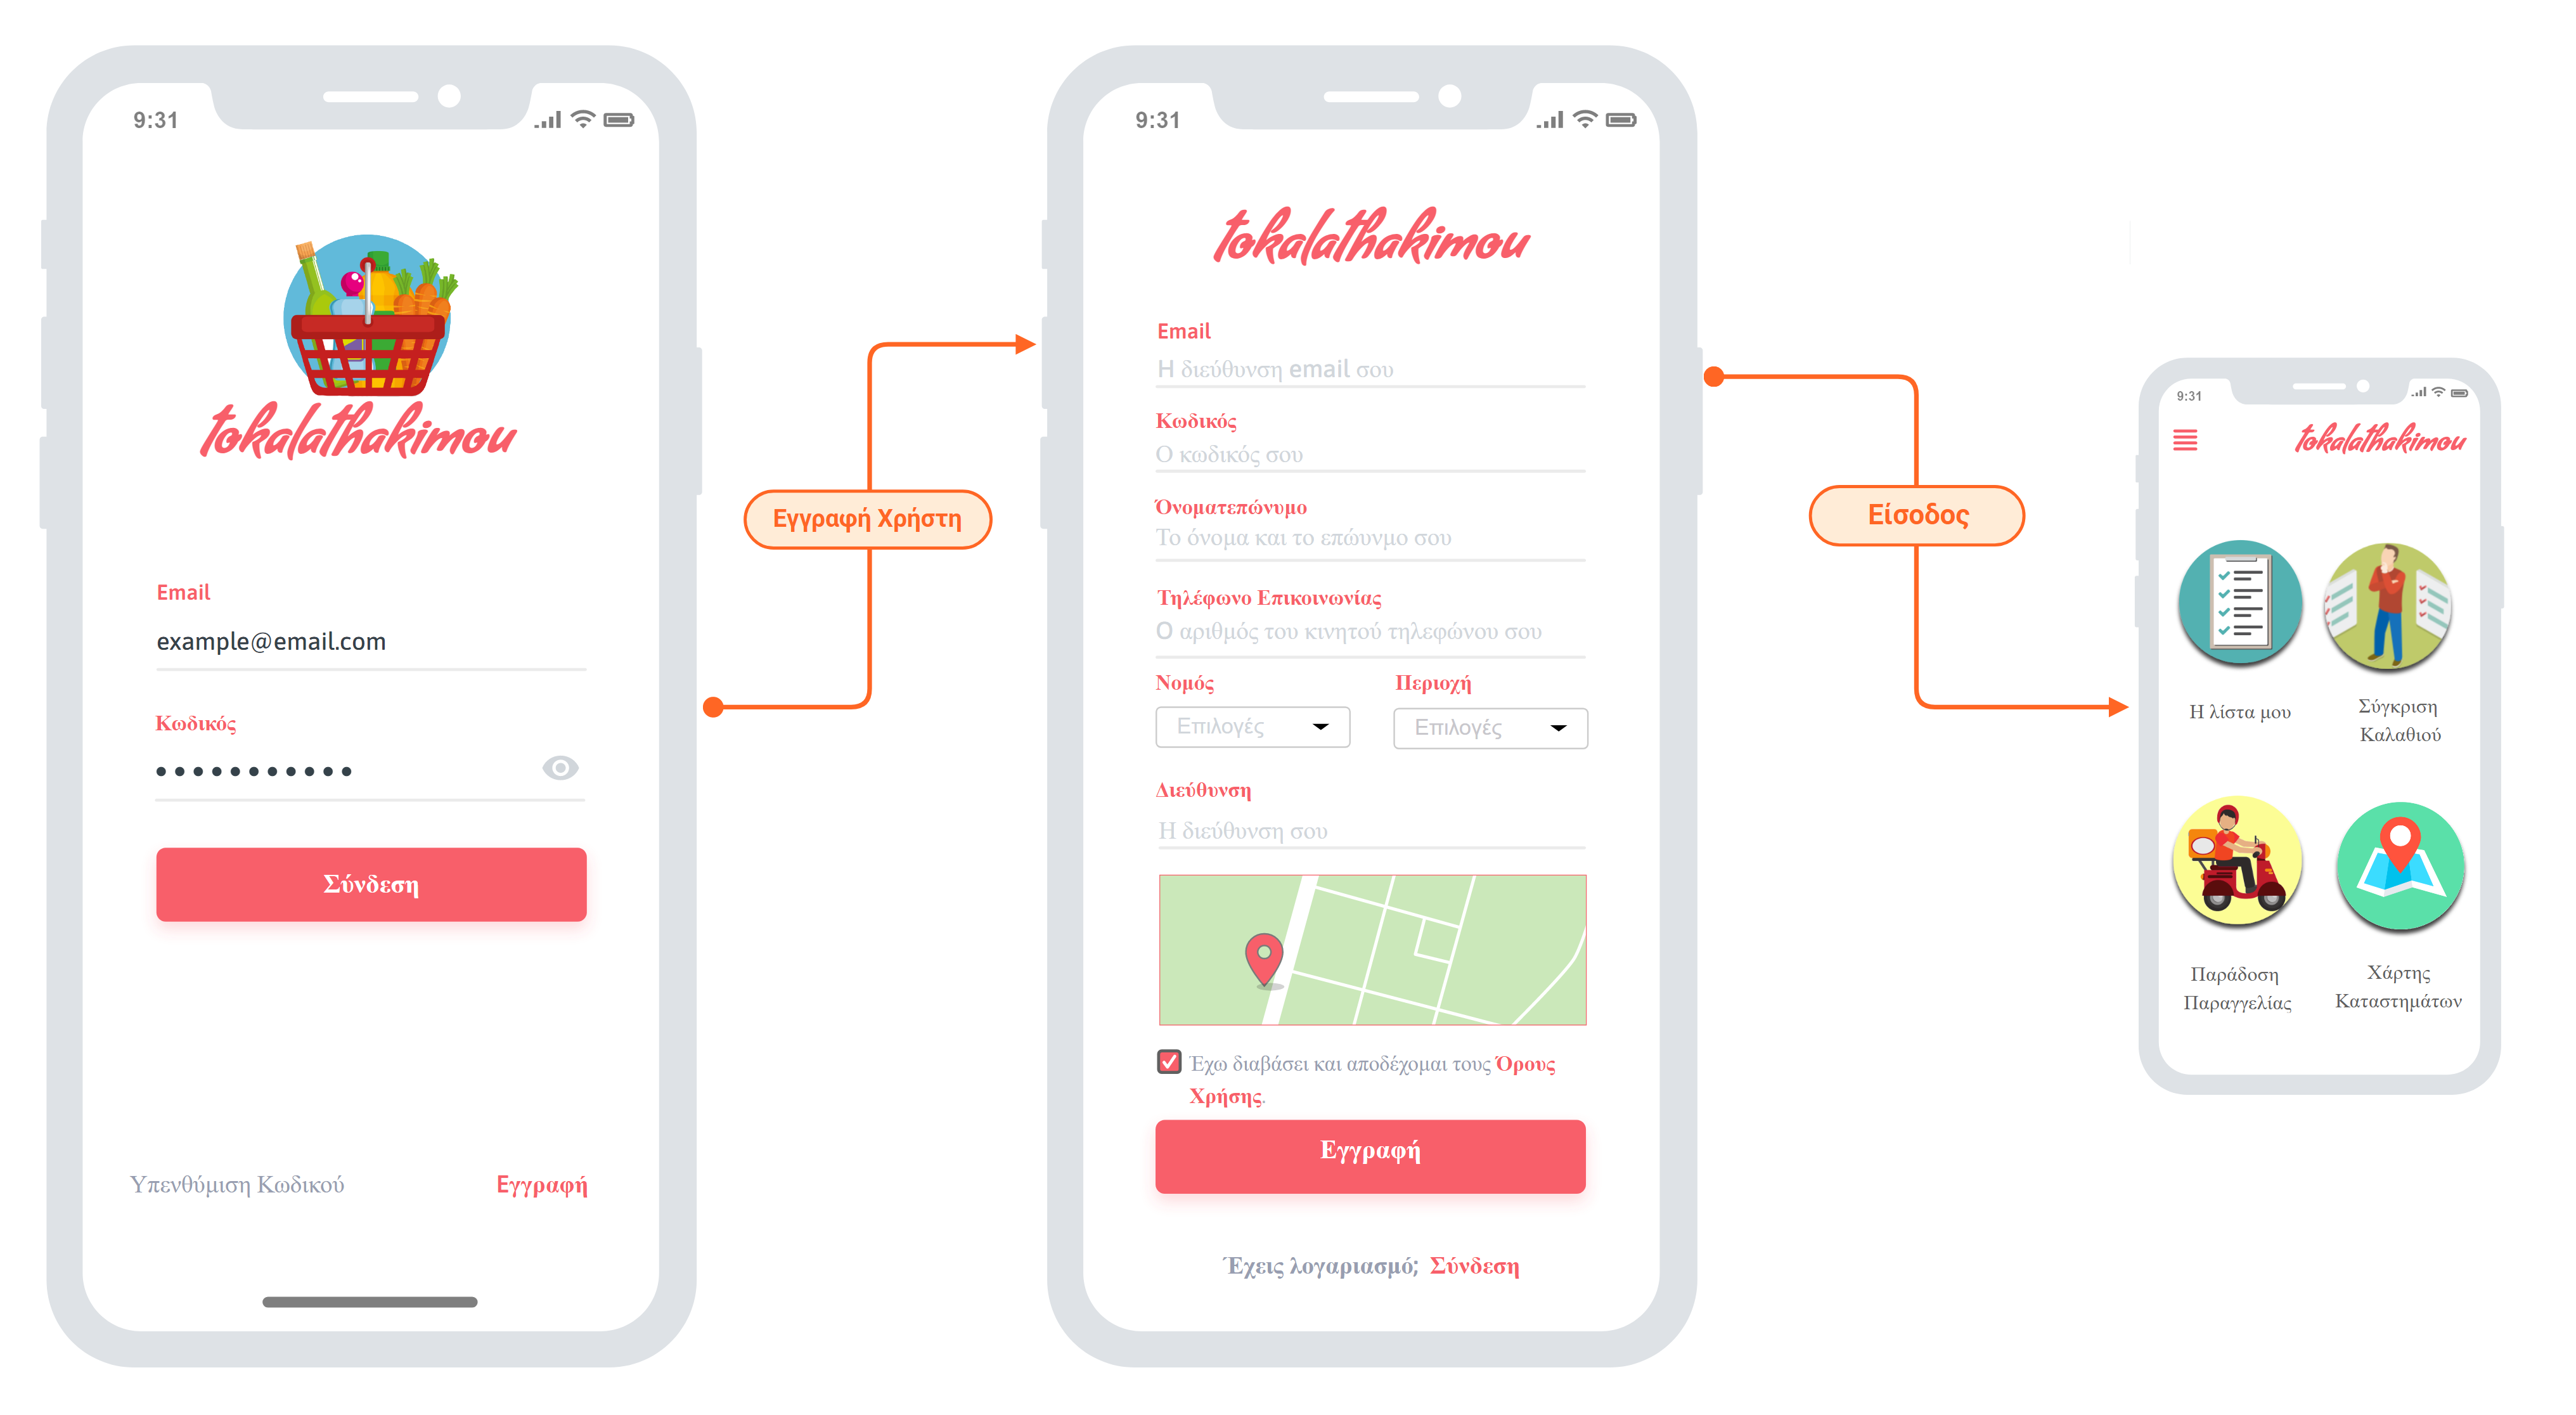 9:31
tokalathakimou
Email
example@email.com
Κωδικός
Σύνδεση
Υπενθύμιση Κωδικού
Εγγραφή
Εγγραφή Χρήστη
9:31
tokalathakimou
Email
Η διεύθυνση email σου
Κωδικός
Ο κωδικός σου
Όνοματεπώνυμο
Το όνομα και το επώυνμο σου
Τηλέφωνο Επικοινωνίας
Ο αριθμός του κινητού τηλεφώνου σου
Νομός Περιοχή
Επιλογές Επιλογές
Διεύθυνση
Η διεύθυνση σου
Έχω διαβάσει και αποδέχομαι τους Όρους
Χρήσης.
Εγγραφή
Έχεις λογαριασμό; Σύνδεση
Είσοδος
9:31
tokalathakimou
Η λίστα μου
Σύγκριση
Καλαθιού
Παράδοση
Παραγγελίας
Χάρτης
Καταστημάτων